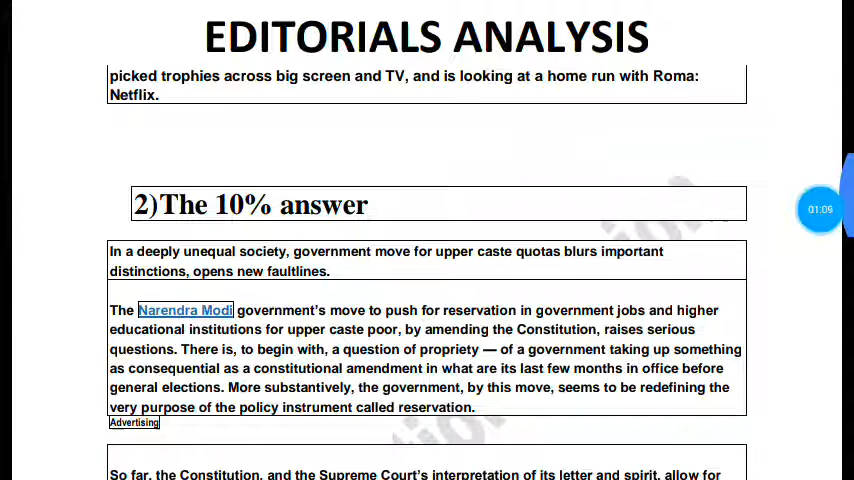 EDITORIALS ANALYSIS
picked trophies across big screen and TV, and is looking at a home run with Roma:
Netflix.
2)The 10% answer
In a deeply unequal society, government move for upper caste quotas blurs important
distinctions, opens new faultlines.
The Narendra Modi government’s move to push for reservation in government jobs and higher
educational institutions for upper caste poor, by amending the Constitution, raises serious
questions. There is, to begin with, a question of propriety — of a government taking up something
as consequential as a constitutional amendment in what are its last few months in office before
general elections. More substantively, the government, by this move, seems to be redefining the
very purpose of the policy instrument called reservation.
Advertising
So far, the Constitution, and the Supreme Court’s interpretation of its letter and spirit, allow for
01:09